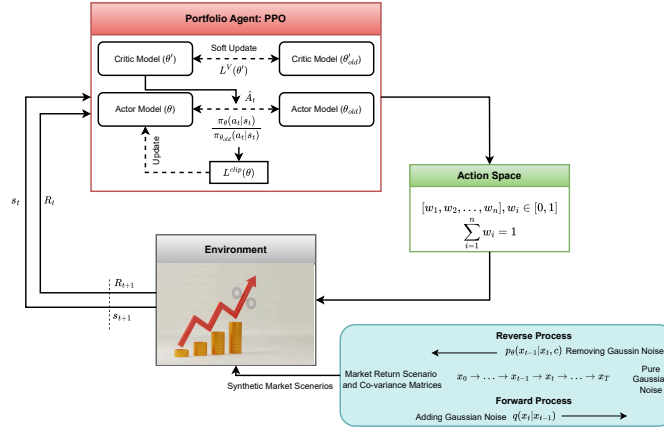 Portfolio Agent: PPO
Critic Model (θ')
Soft Update
L^V(θ')
Critic Model (θ'_old)
Â_t
Actor Model (θ)
Actor Model (θ_old)
π_θ(a_t|s_t)
π_θ_old(a_t|s_t)
Update
L^clip(θ)
s_t
R_t
Action Space
[w_1, w_2, . . . , w_n], w_i ∈ [0, 1]
∑_{i=1}^{n} w_i = 1
Environment
%
R_{t+1}
s_{t+1}
Synthetic Market Scenerios
Reverse Process
p_θ(x_{t−1}|x_t, c) Removing Gaussin Noise
Market Return Scenario
and Co-variance Matrices
x_0 → . . . → x_{t−1} → x_t → . . . → x_T
Pure
Gaussian
Noise
Forward Process
Adding Gaussian Noise q(x_t|x_{t−1})